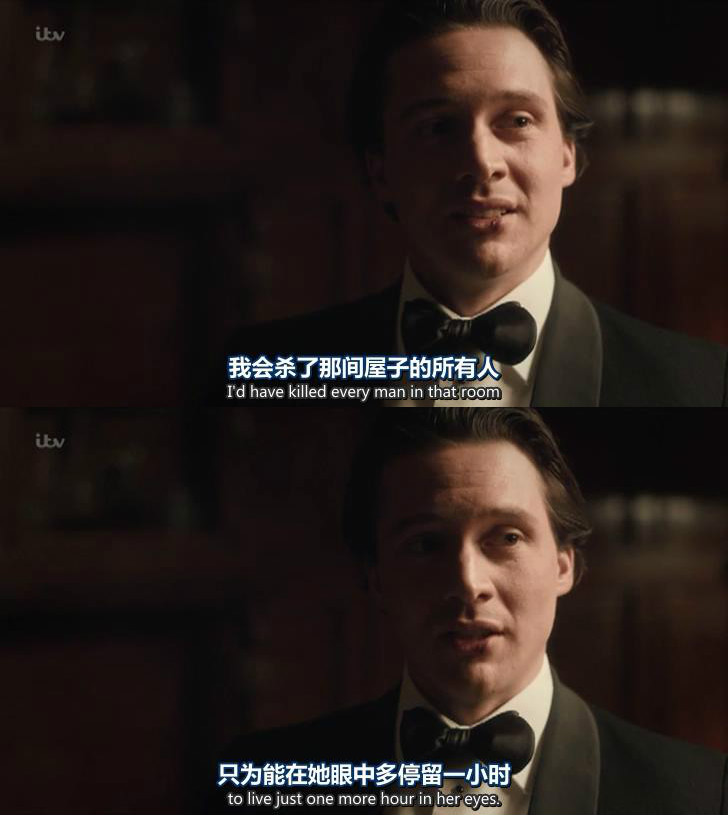 itv
我会杀了那间屋子的所有人
I'd have killed every man in that room
itv
只为能在她眼中多停留一小时
to live just one more hour in her eyes.